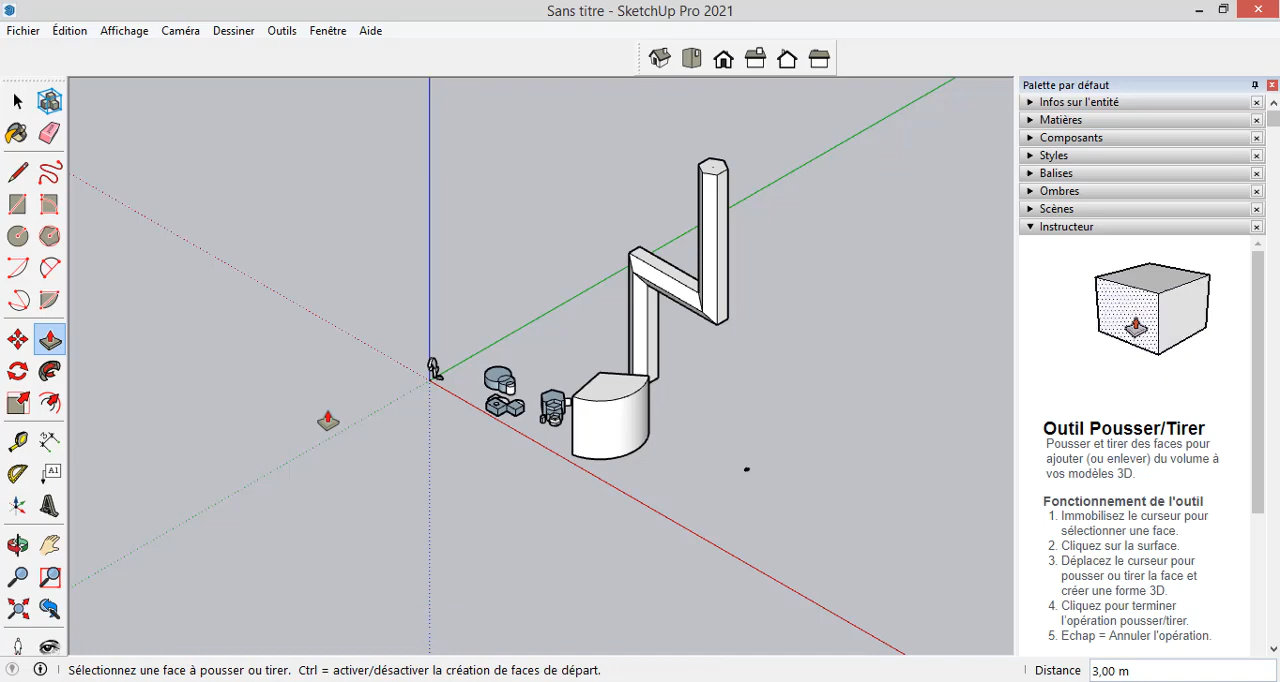 Sans titre - SketchUp Pro 2021
Fichier Édition Affichage Caméra Dessiner Outils Fenêtre Aide
Palette par défaut
Infos sur l'entité
Matières
Composants
Styles
Balises
Ombres
Scènes
Instructeur
A1
Outil Pousser/Tirer
Pousser et tirer des faces pour
ajouter (ou enlever) du volume à
vos modèles 3D.
Fonctionnement de l'outil
1. Immobilisez le curseur pour
sélectionner une face.
2. Cliquez sur la surface.
3. Déplacez le curseur pour
pousser ou tirer la face et
créer une forme 3D.
4. Cliquez pour terminer
l'opération pousser/tirer.
5. Echap = Annuler l'opération.
Sélectionnez une face à pousser ou tirer. Ctrl = activer/désactiver la création de faces de départ.
Distance 3,00 m